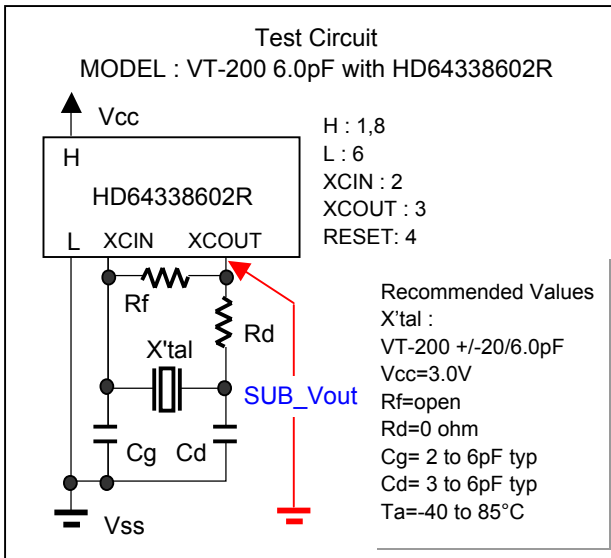 Test Circuit
MODEL : VT-200 6.0pF with HD64338602R
Vcc
H
HD64338602R
L XCIN XCOUT
H : 1,8
L : 6
XCIN : 2
XCOUT : 3
RESET: 4
Rf
Rd
X'tal
SUB_Vout
Cg Cd
Vss
Recommended Values
X'tal :
VT-200 +/-20/6.0pF
Vcc=3.0V
Rf=open
Rd=0 ohm
Cg= 2 to 6pF typ
Cd= 3 to 6pF typ
Ta=-40 to 85°C